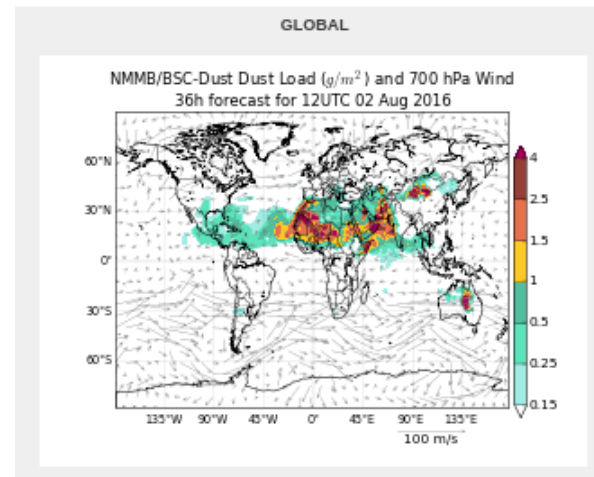 GLOBAL
NMMB/BSC-Dust Dust Load (g/m²) and 700 hPa Wind
36h forecast for 12UTC 02 Aug 2016
60°N
30°N
0°
30°S
60°S
135°W 90°W 45°W 0° 45°E 90°E 135°E
100 m/s
4
2.5
1.5
1
0.5
0.25
0.15